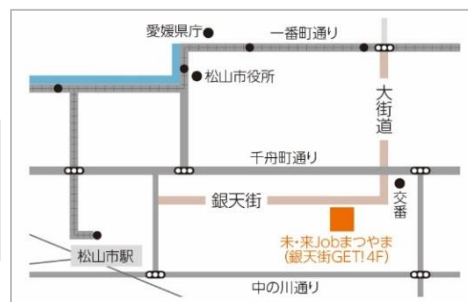 愛媛県庁
一番町通り
松山市役所
大街道
千舟町通り
銀天街
交番
未・来Jobまつやま
(銀天街GET!4F)
松山市駅
中の川通り